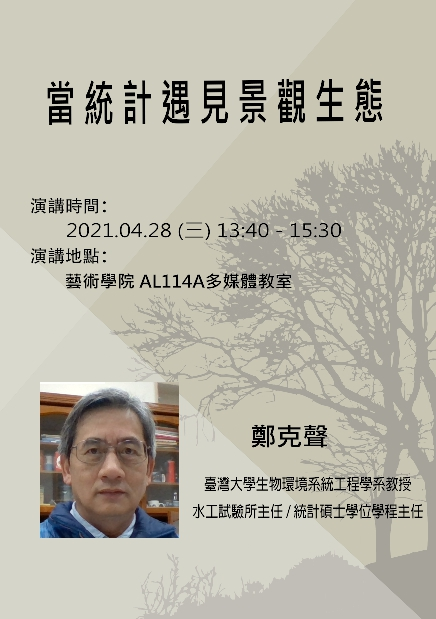 當統計遇見景觀生態
演講時間：
2021.04.28 (三) 13:40 - 15:30
演講地點：
藝術學院 AL114A多媒體教室
鄭克聲
臺灣大學生物環境系統工程學系教授
水工試驗所主任 / 統計碩士學位學程主任